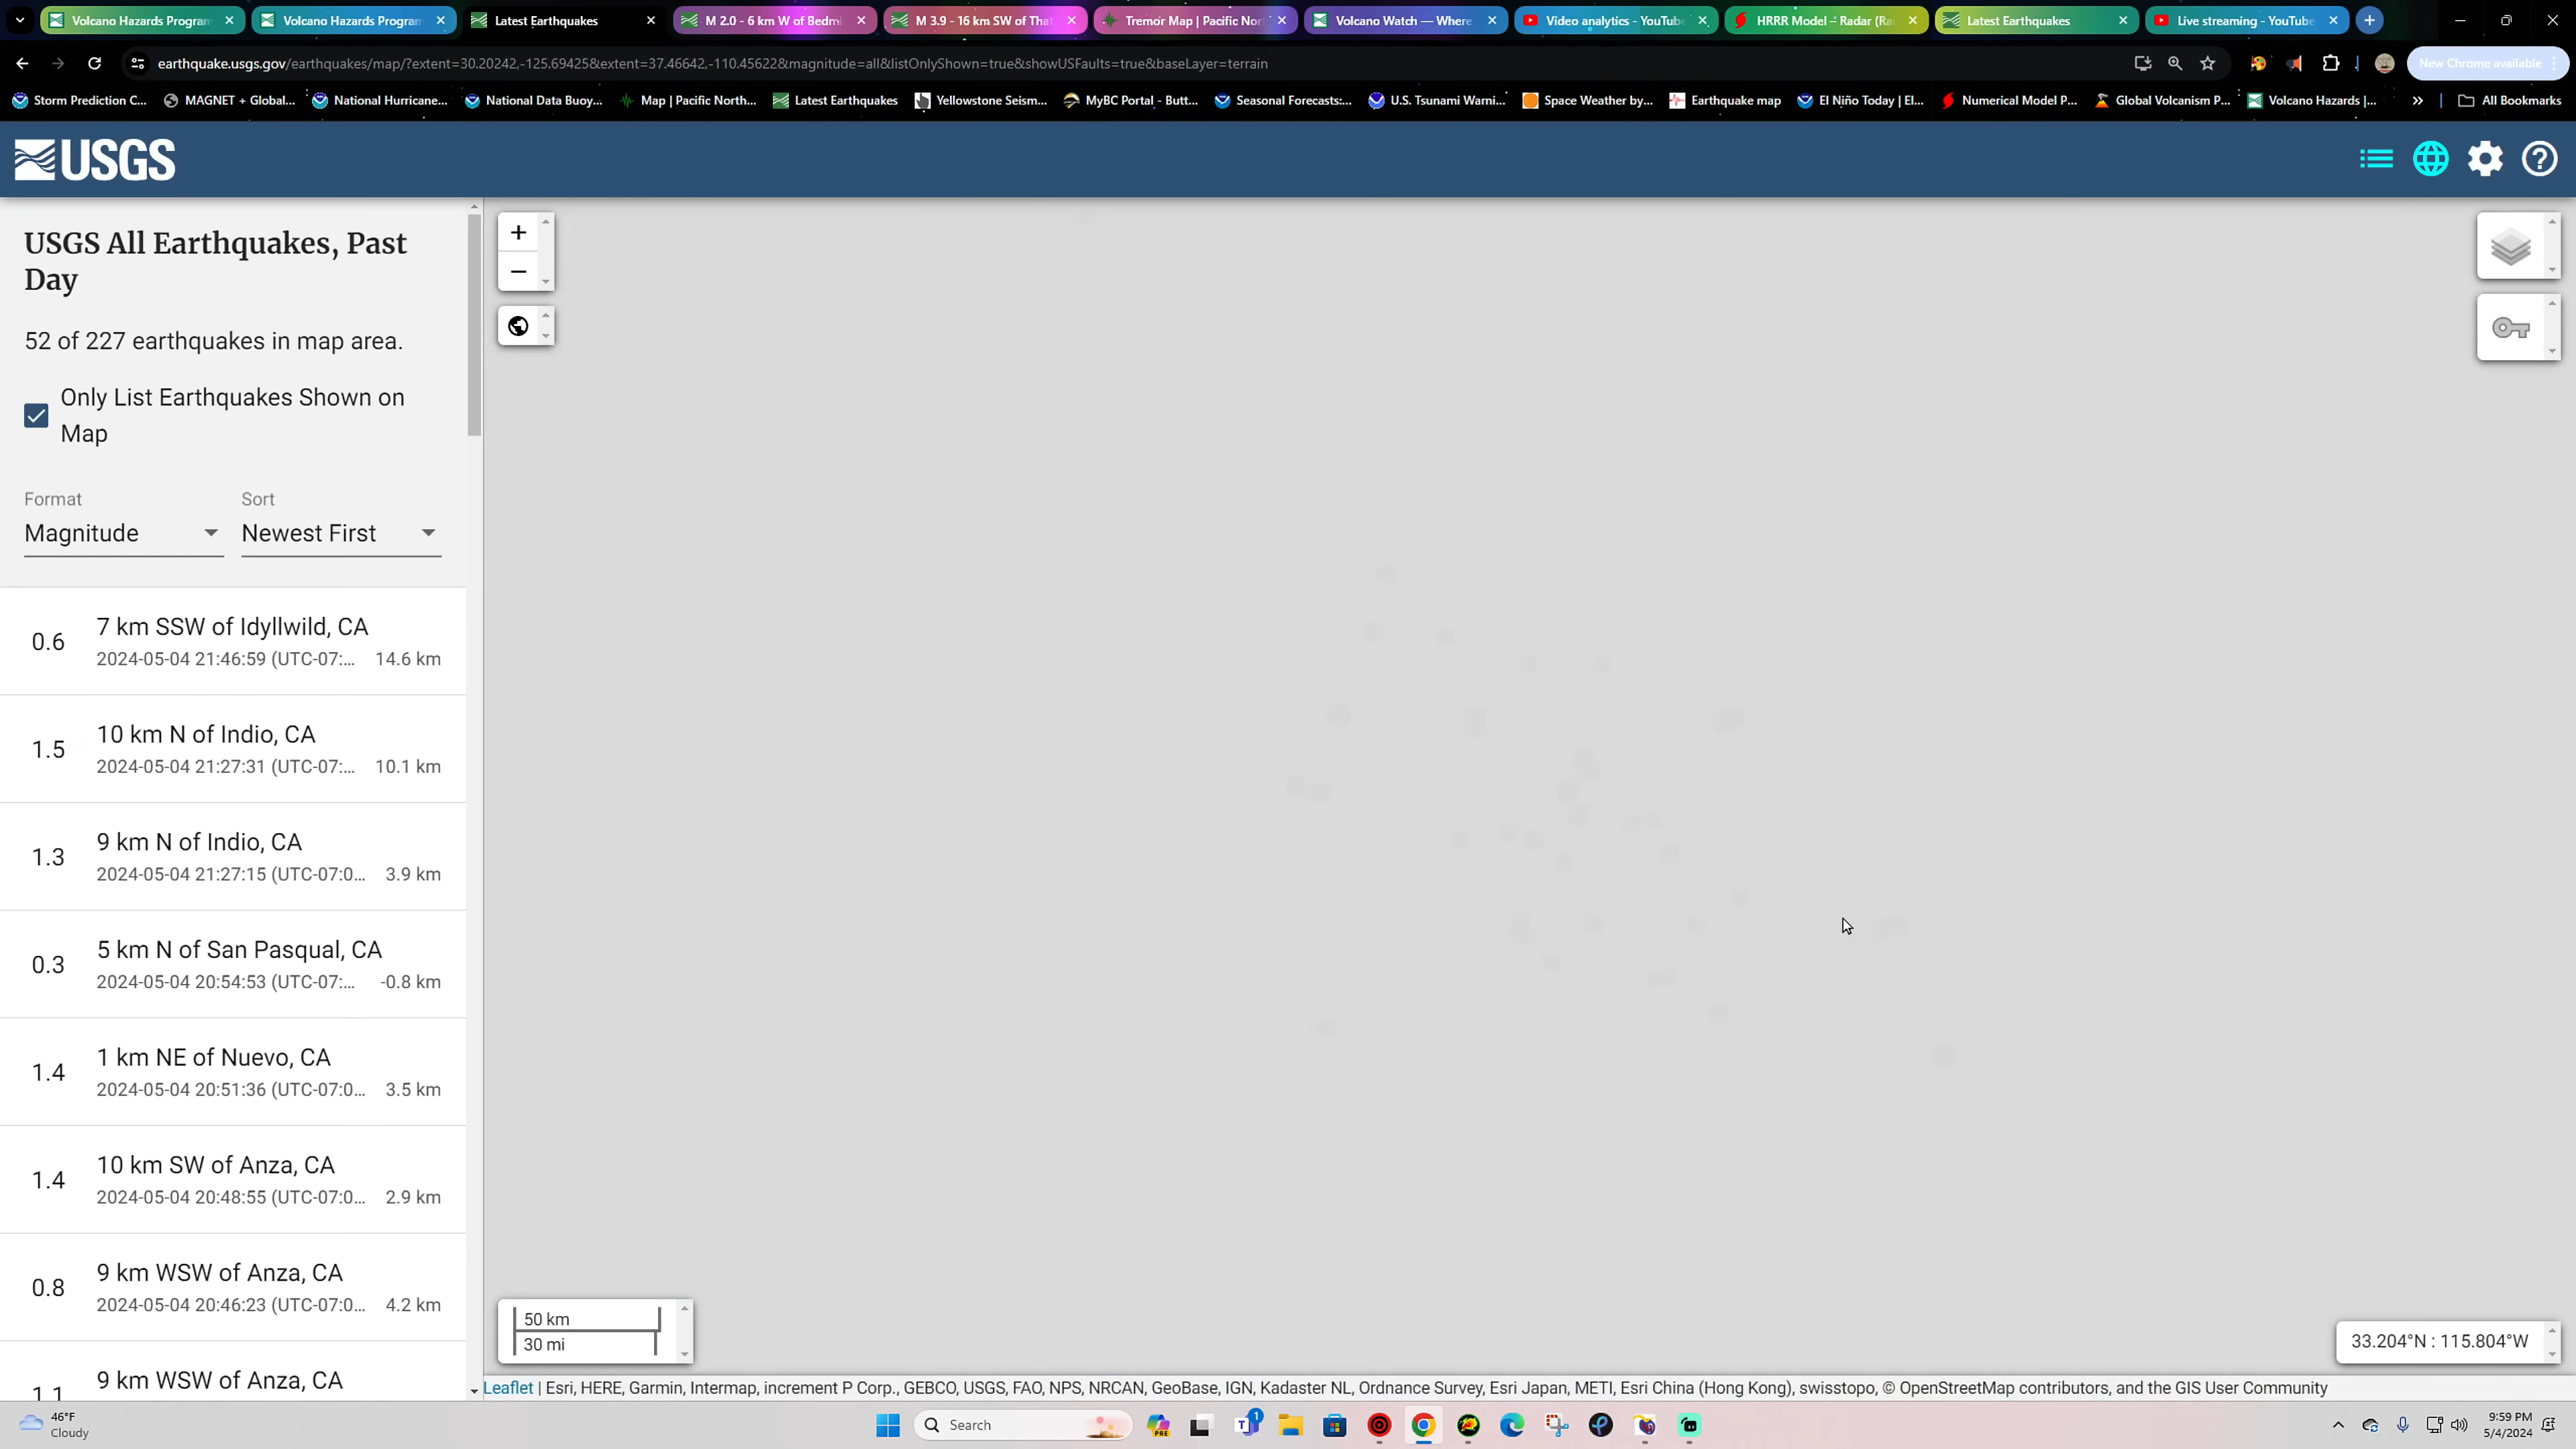 Volcano Hazards Program
Volcano Hazards Program
Latest Earthquakes
M 2.0 - 6 km W of Bedmi
M 3.9 - 16 km SW of Tha
Tremor Map | Pacific Nor
Volcano Watch — Where
Video analytics - YouTube
HRRR Model – Radar (Ra
Latest Earthquakes
Live streaming - YouTube
earthquake.usgs.gov/earthquakes/map/?extent=30.20242,-125.69425&extent=37.46642,-110.45622&magnitude=all&listOnlyShown=true&showUSFaults=true&baseLayer=terrain
New Chrome available
Storm Prediction C...
MAGNET + Global...
National Hurricane...
National Data Buoy...
Map | Pacific North...
Latest Earthquakes
Yellowstone Seism...
MyBC Portal - Butt...
Seasonal Forecasts:...
U.S. Tsunami Warni...
Space Weather by...
Earthquake map
El Niño Today | El...
Numerical Model P...
Global Volcanism P...
Volcano Hazards |...
All Bookmarks
USGS
USGS All Earthquakes, Past
Day
52 of 227 earthquakes in map area.
Only List Earthquakes Shown on
Map
Format
Sort
Magnitude
Newest First
0.6
7 km SSW of Idyllwild, CA
2024-05-04 21:46:59 (UTC-07:... 14.6 km
1.5
10 km N of Indio, CA
2024-05-04 21:27:31 (UTC-07:... 10.1 km
1.3
9 km N of Indio, CA
2024-05-04 21:27:15 (UTC-07:0... 3.9 km
0.3
5 km N of San Pasqual, CA
2024-05-04 20:54:53 (UTC-07:... -0.8 km
1.4
1 km NE of Nuevo, CA
2024-05-04 20:51:36 (UTC-07:0... 3.5 km
1.4
10 km SW of Anza, CA
2024-05-04 20:48:55 (UTC-07:0... 2.9 km
0.8
9 km WSW of Anza, CA
2024-05-04 20:46:23 (UTC-07:0... 4.2 km
1.1
9 km WSW of Anza, CA
+
−
50 km
30 mi
33.204°N : 115.804°W
Leaflet | Esri, HERE, Garmin, Intermap, increment P Corp., GEBCO, USGS, FAO, NPS, NRCAN, GeoBase, IGN, Kadaster NL, Ordnance Survey, Esri Japan, METI, Esri China (Hong Kong), swisstopo, © OpenStreetMap contributors, and the GIS User Community
46°F
Cloudy
Search
PRE
1
9:59 PM
5/4/2024